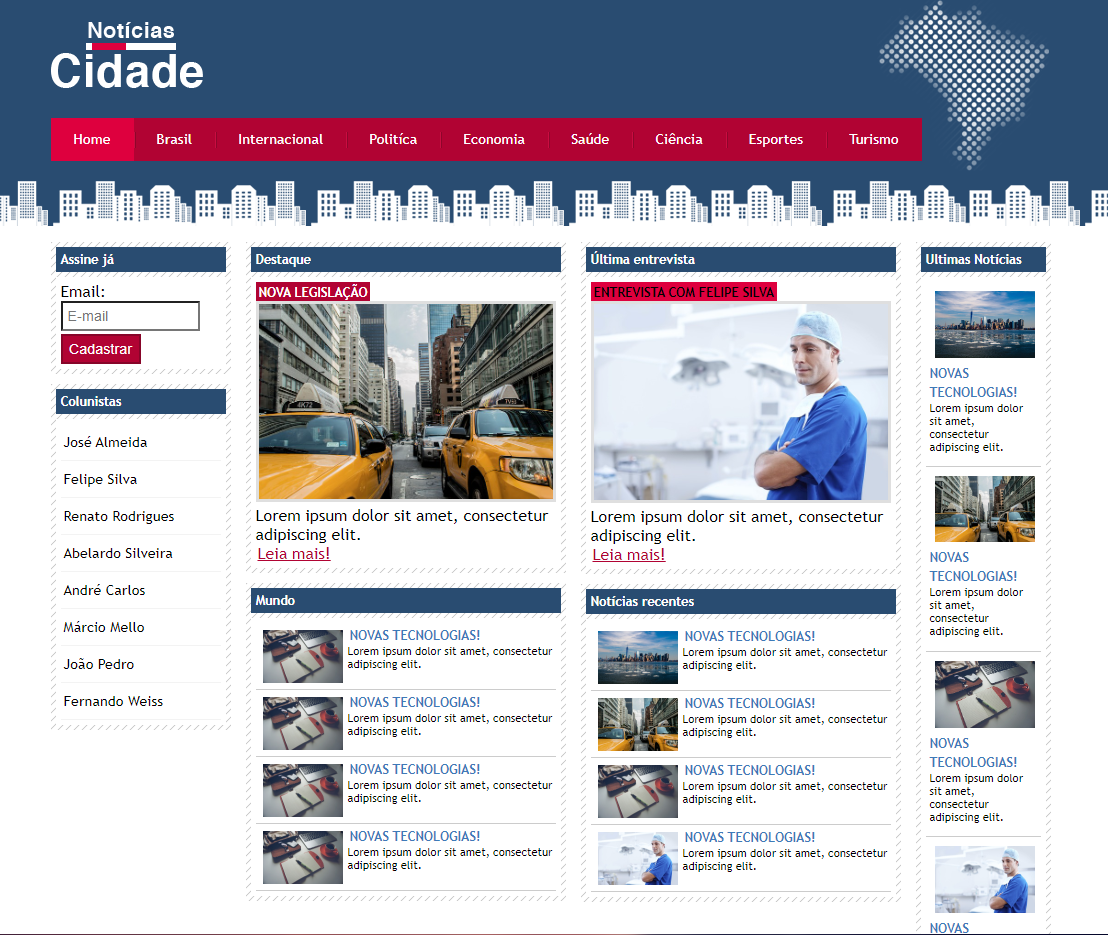 Notícias
Cidade
Home
Brasil
Internacional
Politíca
Economia
Saúde
Ciência
Esportes
Turismo
Assine já
Email:
E-mail
Cadastrar
Colunistas
José Almeida
Felipe Silva
Renato Rodrigues
Abelardo Silveira
André Carlos
Márcio Mello
João Pedro
Fernando Weiss
Destaque
NOVA LEGISLAÇÃO
4K72
Lorem ipsum dolor sit amet, consectetur
adipiscing elit.
Leia mais!
Mundo
NOVAS TECNOLOGIAS!
Lorem ipsum dolor sit amet, consectetur
adipiscing elit.
NOVAS TECNOLOGIAS!
Lorem ipsum dolor sit amet, consectetur
adipiscing elit.
NOVAS TECNOLOGIAS!
Lorem ipsum dolor sit amet, consectetur
adipiscing elit.
NOVAS TECNOLOGIAS!
Lorem ipsum dolor sit amet, consectetur
adipiscing elit.
Última entrevista
ENTREVISTA COM FELIPE SILVA
Lorem ipsum dolor sit amet, consectetur
adipiscing elit.
Leia mais!
Notícias recentes
NOVAS TECNOLOGIAS!
Lorem ipsum dolor sit amet, consectetur
adipiscing elit.
NOVAS TECNOLOGIAS!
Lorem ipsum dolor sit amet, consectetur
adipiscing elit.
NOVAS TECNOLOGIAS!
Lorem ipsum dolor sit amet, consectetur
adipiscing elit.
NOVAS TECNOLOGIAS!
Lorem ipsum dolor sit amet, consectetur
adipiscing elit.
Ultimas Notícias
NOVAS
TECNOLOGIAS!
Lorem ipsum dolor
sit amet,
consectetur
adipiscing elit.
NOVAS
TECNOLOGIAS!
Lorem ipsum dolor
sit amet,
consectetur
adipiscing elit.
NOVAS
TECNOLOGIAS!
Lorem ipsum dolor
sit amet,
consectetur
adipiscing elit.
NOVAS